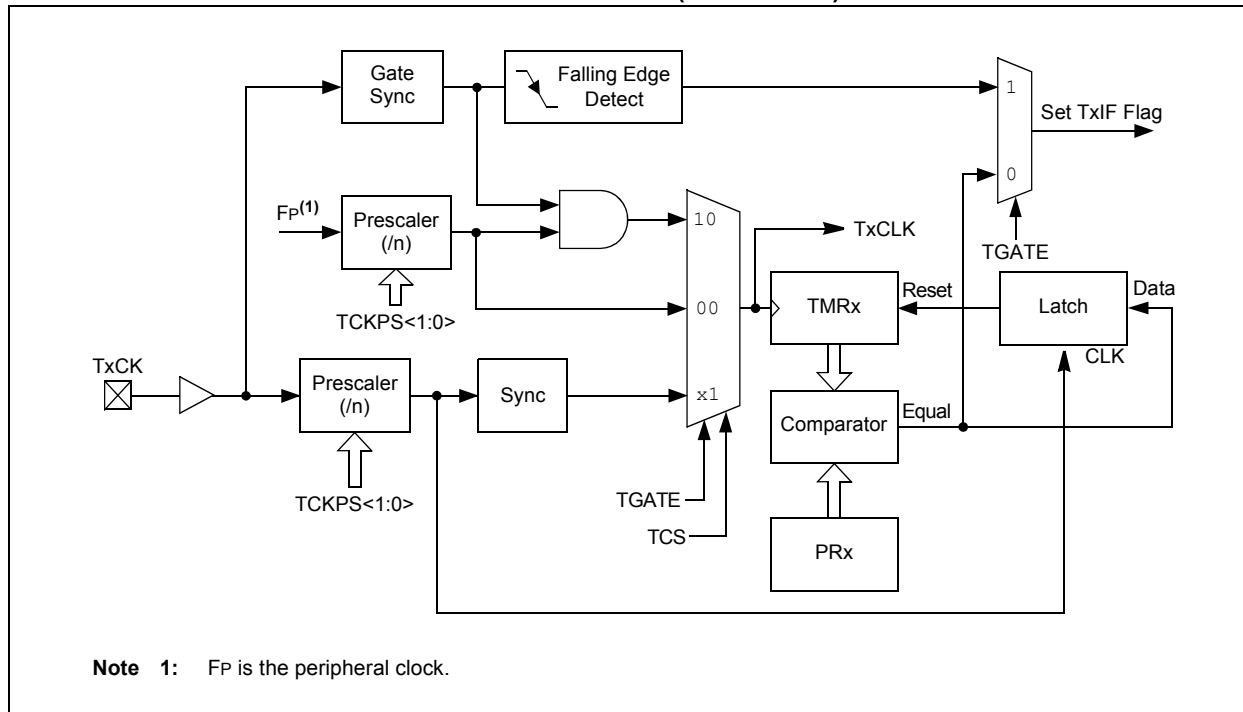 Gate
Sync
Falling Edge
Detect
1
Set TxIF Flag
0
TGATE
FP(1)
Prescaler
(/n)
TCKPS<1:0>
10
00
x1
TxCLK
TMRx
Reset
Latch
Data
CLK
TxCK
Prescaler
(/n)
TCKPS<1:0>
Sync
Comparator
Equal
TGATE
TCS
PRx
Note 1: FP is the peripheral clock.